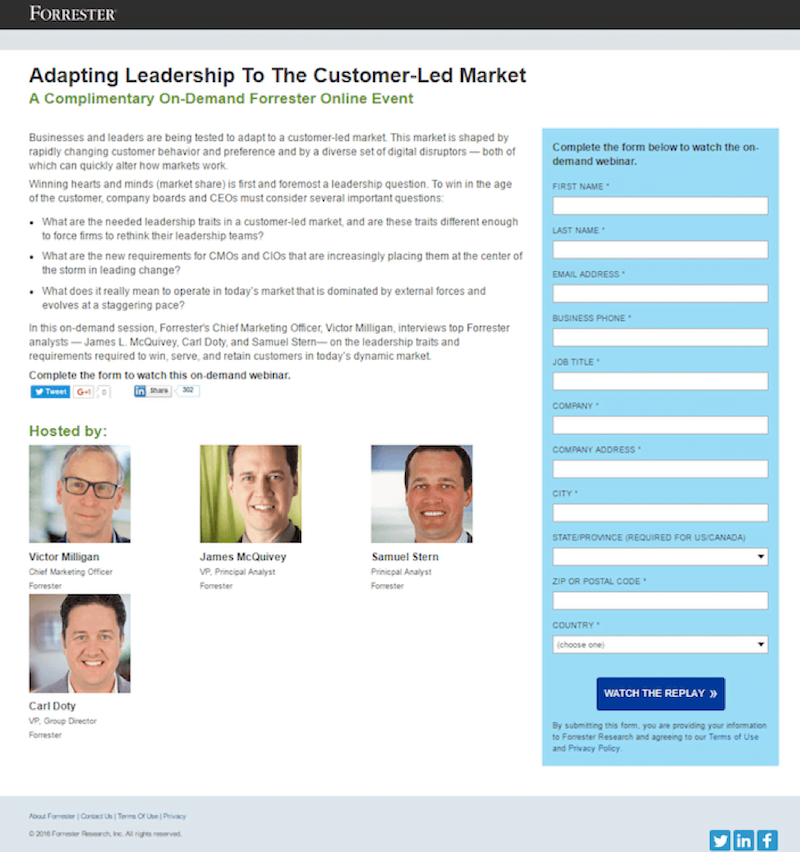 FORRESTER®
Adapting Leadership To The Customer-Led Market
A Complimentary On-Demand Forrester Online Event
Businesses and leaders are being tested to adapt to a customer-led market. This market is shaped by
rapidly changing customer behavior and preference and by a diverse set of digital disruptors — both of
which can quickly alter how markets work.
Winning hearts and minds (market share) is first and foremost a leadership question. To win in the age
of the customer, company boards and CEOs must consider several important questions:
• What are the needed leadership traits in a customer-led market, and are these traits different enough
to force firms to rethink their leadership teams?
• What are the new requirements for CMOs and CIOs that are increasingly placing them at the center of
the storm in leading change?
• What does it really mean to operate in today's market that is dominated by external forces and
evolves at a staggering pace?
In this on-demand session, Forrester's Chief Marketing Officer, Victor Milligan, interviews top Forrester
analysts — James L. McQuivey, Carl Doty, and Samuel Stern— on the leadership traits and
requirements required to win, serve, and retain customers in today's dynamic market.
Complete the form to watch this on-demand webinar.
Tweet G+1 0 in Share 302
Hosted by:
Victor Milligan
Chief Marketing Officer
Forrester
James McQuivey
VP, Principal Analyst
Forrester
Samuel Stern
Prinicpal Analyst
Forrester
Carl Doty
VP, Group Director
Forrester
Complete the form below to watch the on-
demand webinar.
FIRST NAME *
LAST NAME *
EMAIL ADDRESS *
BUSINESS PHONE *
JOB TITLE *
COMPANY *
COMPANY ADDRESS *
CITY *
STATE/PROVINCE (REQUIRED FOR US/CANADA)
ZIP OR POSTAL CODE *
COUNTRY *
(choose one)
WATCH THE REPLAY »
By submitting this form, you are providing your information
to Forrester Research and agreeing to our Terms of Use
and Privacy Policy.
About Forrester | Contact Us | Terms Of Use | Privacy
© 2016 Forrester Research, Inc. All rights reserved.